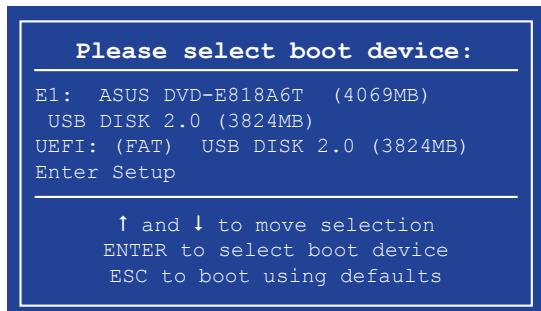 Please select boot device:
E1: ASUS DVD-E818A6T (4069MB)
USB DISK 2.0 (3824MB)
UEFI: (FAT) USB DISK 2.0 (3824MB)
Enter Setup
↑ and ↓ to move selection
ENTER to select boot device
ESC to boot using defaults